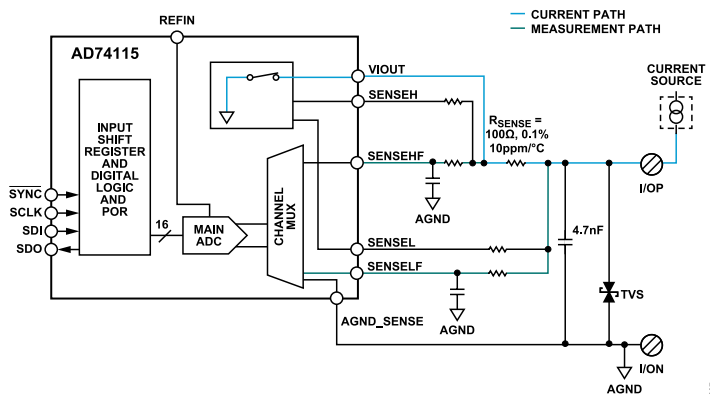 REFIN
CURRENT PATH
MEASUREMENT PATH
AD74115
CURRENT
SOURCE
VIOUT
SENSEH
RSENSE =
100Ω, 0.1%
10ppm/°C
INPUT
SHIFT
REGISTER
AND
DIGITAL
LOGIC
AND
POR
SENSEHF
I/OP
AGND
SYNC
SCLK
SDI
SDO
16
MAIN
ADC
CHANNEL
MUX
SENSEL
4.7nF
SENSELF
TVS
AGND
AGND_SENSE
I/ON
AGND